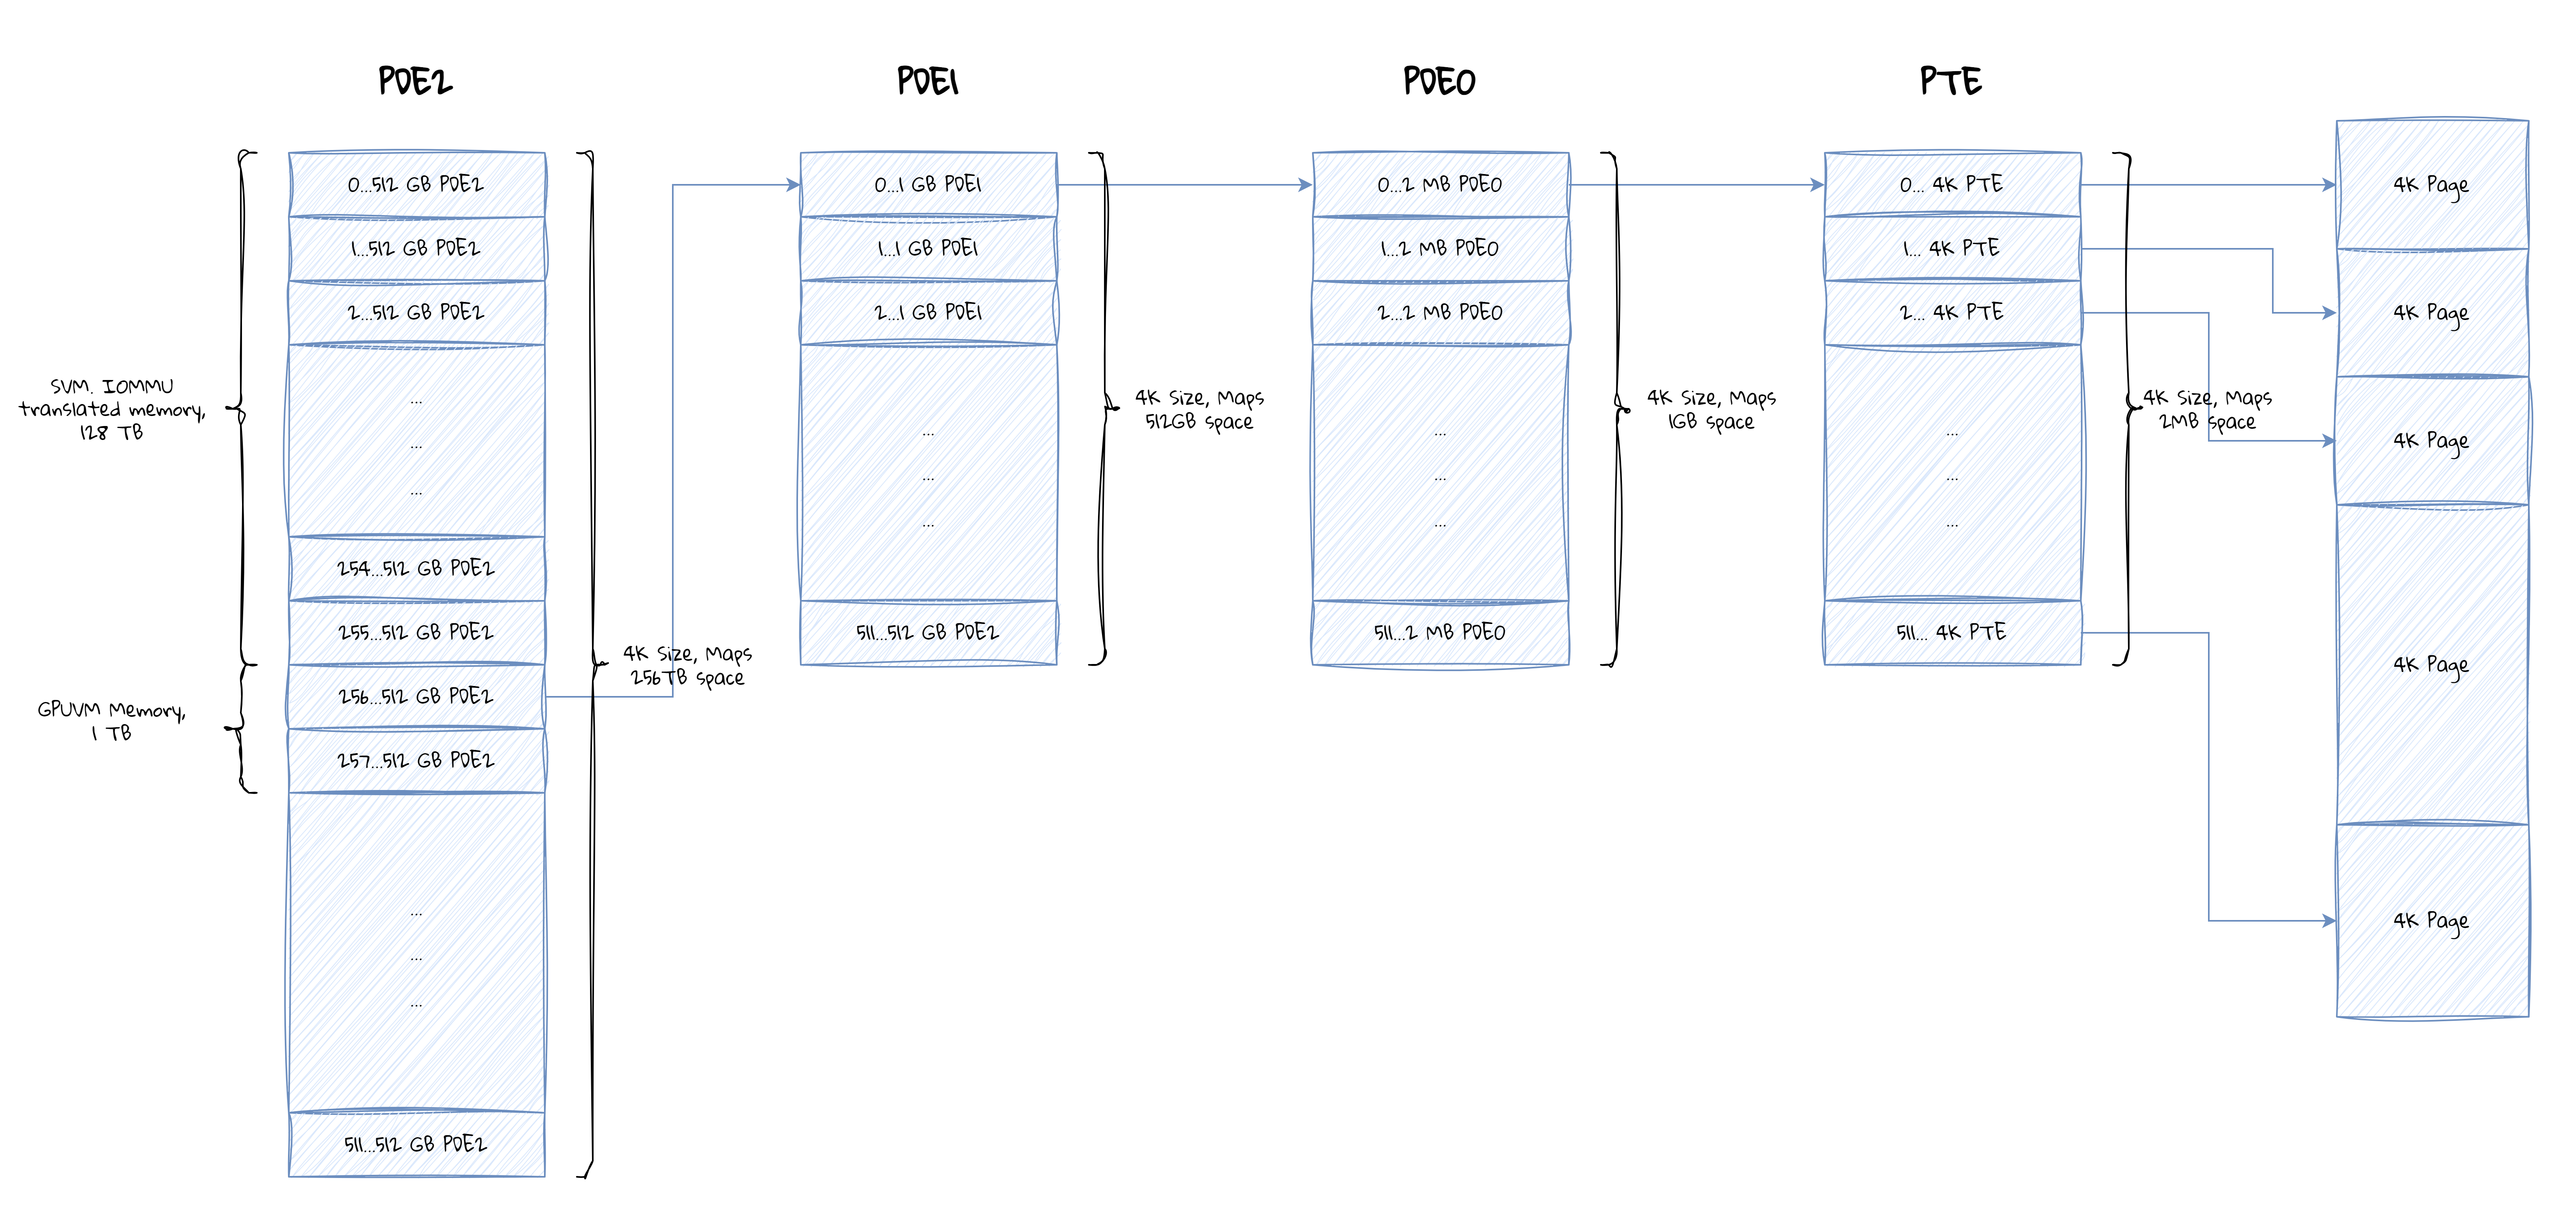 PDE2
PDE1
PDE0
PTE
0...512 GB PDE2
1...512 GB PDE2
2...512 GB PDE2
...
...
...
254...512 GB PDE2
255...512 GB PDE2
256...512 GB PDE2
257...512 GB PDE2
...
...
...
511...512 GB PDE2
SVM. IOMMU
translated memory,
128 TB
GPUVM Memory,
1 TB
4K Size, Maps
256TB space
0...1 GB PDE1
1...1 GB PDE1
2...1 GB PDE1
...
...
...
511...512 GB PDE2
4K Size, Maps
512GB space
0...2 MB PDE0
1...2 MB PDE0
2...2 MB PDE0
...
...
...
511...2 MB PDE0
4K Size, Maps
1GB space
0... 4K PTE
1... 4K PTE
2... 4K PTE
...
...
...
511... 4K PTE
4K Size, Maps
2MB space
4K Page
4K Page
4K Page
4K Page
4K Page